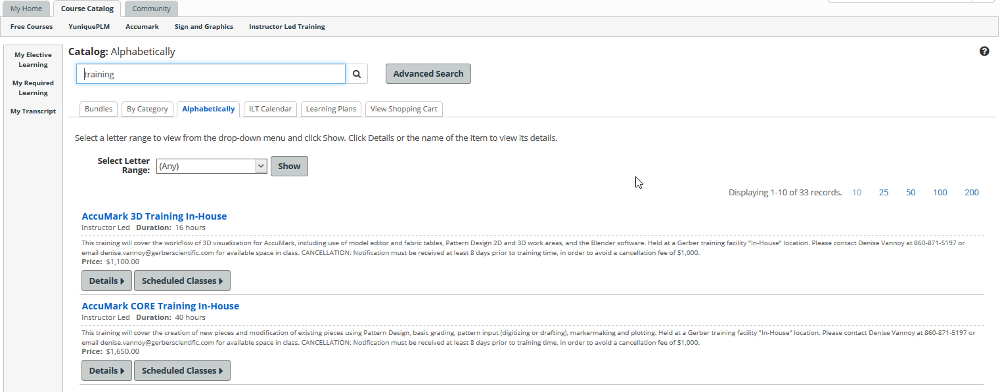 My Home Course Catalog Community
Free Courses YuniquePLM Accumark Sign and Graphics Instructor Led Training
My Elective
Learning
My Required
Learning
My Transcript
Catalog: Alphabetically
training
Advanced Search
Bundles By Category Alphabetically ILT Calendar Learning Plans View Shopping Cart
Select a letter range to view from the drop-down menu and click Show. Click Details or the name of the item to view its details.
Select Letter
Range: (Any) Show
Displaying 1-10 of 33 records. 10 25 50 100 200
AccuMark 3D Training In-House
Instructor Led Duration: 16 hours
This training will cover the workflow of 3D visualization for AccuMark, including use of model editor and fabric tables, Pattern Design 2D and 3D work areas, and the Blender software. Held at a Gerber training facility "In-House" location. Please contact Denise Vannoy at 860-871-5197 or
email denise.vannoy@gerberscientific.com for available space in class. CANCELLATION: Notification must be received at least 8 days prior to training time, in order to avoid a cancellation fee of $1,000.
Price: $1,100.00
Details Scheduled Classes
AccuMark CORE Training In-House
Instructor Led Duration: 40 hours
This training will cover the creation of new pieces and modification of existing pieces using Pattern Design, basic grading, pattern input (digitizing or drafting), markermaking and plotting. Held at a Gerber training facility "In-House" location. Please contact Denise Vannoy at 860-871-5197 or
email denise.vannoy@gerberscientific.com for available space in class. CANCELLATION: Notification must be received at least 8 days prior to training time, in order to avoid a cancellation fee of $1,000.
Price: $1,650.00
Details Scheduled Classes